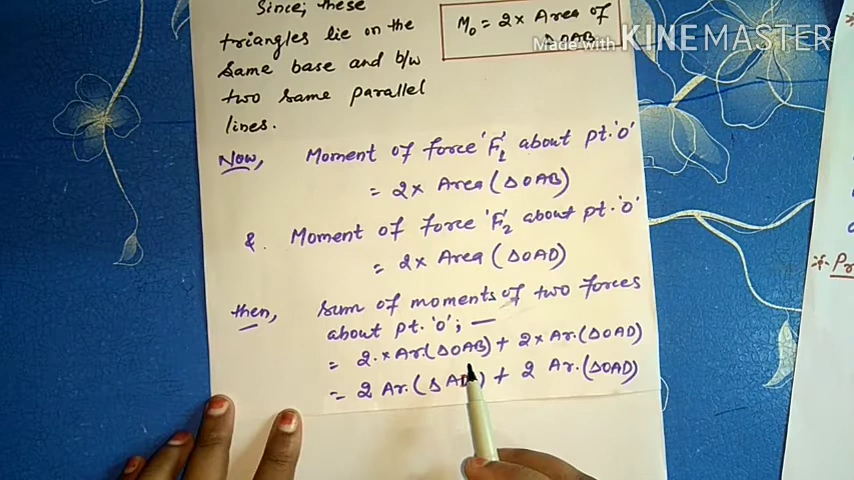 Since; these
triangles lie on the
same base and b/w
two same parallel
lines.
M₀ = 2× Area of
ΔOAB
Made with KINEMASTER
Now, Moment of force 'F₁' about pt. 'O'
= 2× Area (ΔOAB)
& Moment of force 'F₂' about pt. 'O'
= 2× Area (ΔOAD)
then, sum of moments of two forces
about pt. 'O'; —
= 2.× Ar.(ΔOAB) + 2× Ar.(ΔOAD)
= 2 Ar.(ΔAD ) + 2 Ar.(ΔOAD)
* Pr